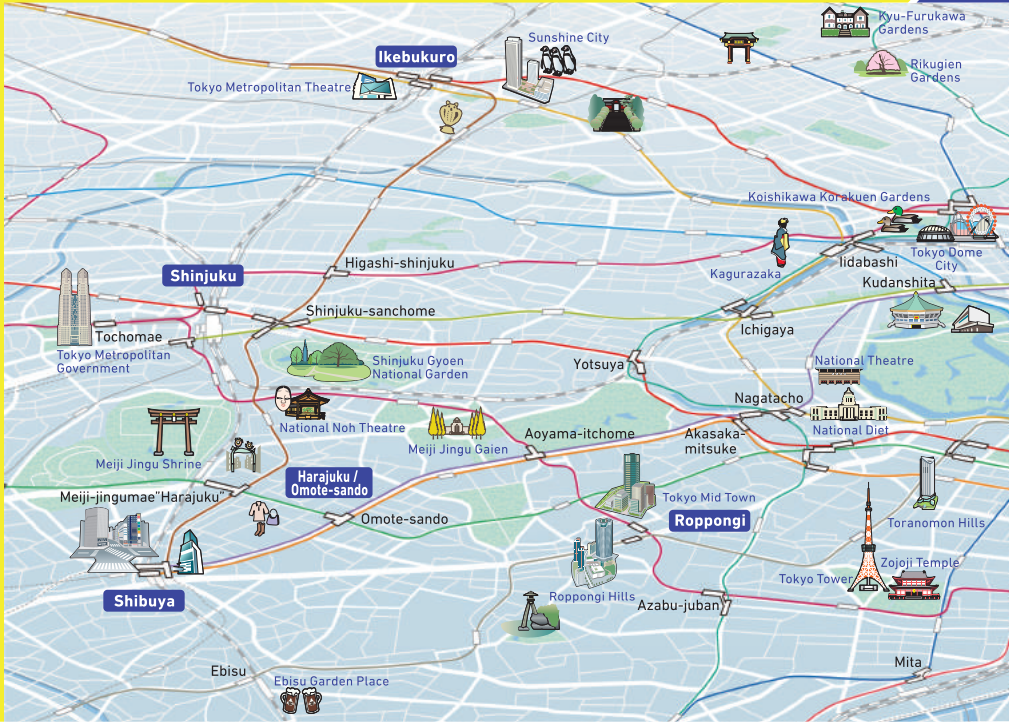 Kyu-Furukawa
Gardens
Sunshine City
Ikebukuro
Rikugien
Gardens
Tokyo Metropolitan Theatre
Koishikawa Korakuen Gardens
Higashi-shinjuku
Iidabashi
Tokyo Dome
City
Shinjuku
Kagurazaka
Kudanshita
Shinjuku-sanchome
Ichigaya
Tochomae
Tokyo Metropolitan
Government
Shinjuku Gyoen
National Garden
Yotsuya
National Theatre
Nagatacho
National Noh Theatre
National Diet
Meiji Jingu Gaien
Aoyama-itchome
Akasaka-
mitsuke
Meiji Jingu Shrine
Harajuku /
Omote-sando
Meiji-jingumae"Harajuku"
Tokyo Mid Town
Omote-sando
Roppongi
Toranomon Hills
Zojoji Temple
Tokyo Tower
Shibuya
Roppongi Hills
Azabu-juban
Ebisu
Mita
Ebisu Garden Place